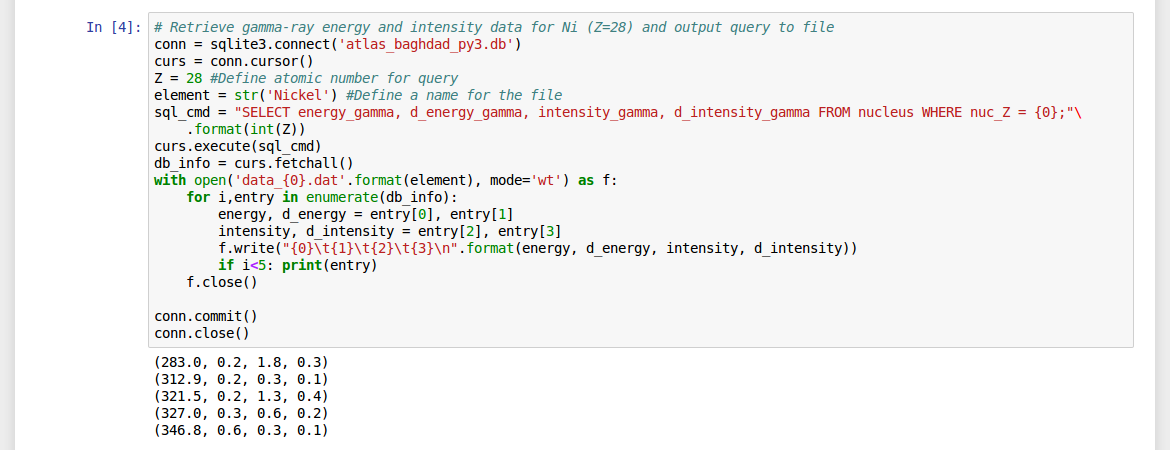 In [4]: # Retrieve gamma-ray energy and intensity data for Ni (Z=28) and output query to file
conn = sqlite3.connect('atlas_baghdad_py3.db')
curs = conn.cursor()
Z = 28 #Define atomic number for query
element = str('Nickel') #Define a name for the file
sql_cmd = "SELECT energy_gamma, d_energy_gamma, intensity_gamma, d_intensity_gamma FROM nucleus WHERE nuc_Z = {0};"\
    .format(int(Z))
curs.execute(sql_cmd)
db_info = curs.fetchall()
with open('data_{0}.dat'.format(element), mode='wt') as f:
    for i,entry in enumerate(db_info):
        energy, d_energy = entry[0], entry[1]
        intensity, d_intensity = entry[2], entry[3]
        f.write("{0}\t{1}\t{2}\t{3}\n".format(energy, d_energy, intensity, d_intensity))
        if i<5: print(entry)
    f.close()

conn.commit()
conn.close()
(283.0, 0.2, 1.8, 0.3)
(312.9, 0.2, 0.3, 0.1)
(321.5, 0.2, 1.3, 0.4)
(327.0, 0.3, 0.6, 0.2)
(346.8, 0.6, 0.3, 0.1)